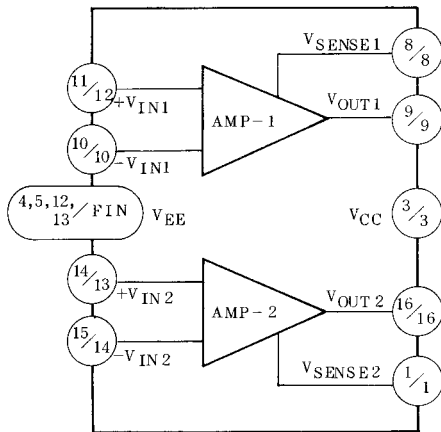 VSENSE1
8/8
11/12
+VIN1
VOUT1
AMP-1
9/9
10/10
-VIN1
4,5,12,
13/FIN
VEE
VCC
3/3
14/13
+VIN2
VOUT2
16/16
AMP-2
15/14
-VIN2
VSENSE2
1/1